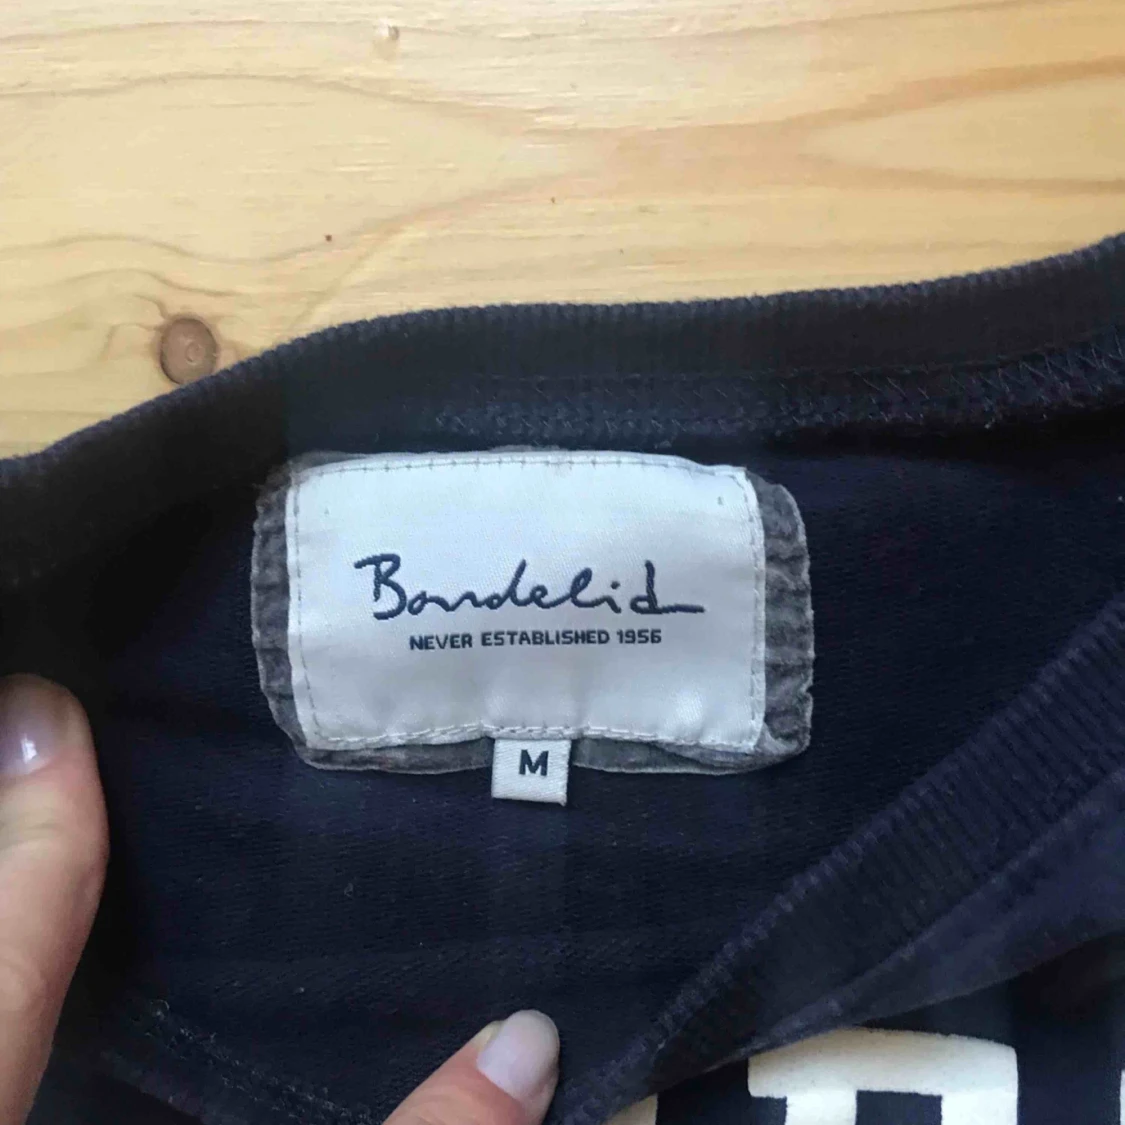 Bondelid
NEVER ESTABLISHED 1956
M